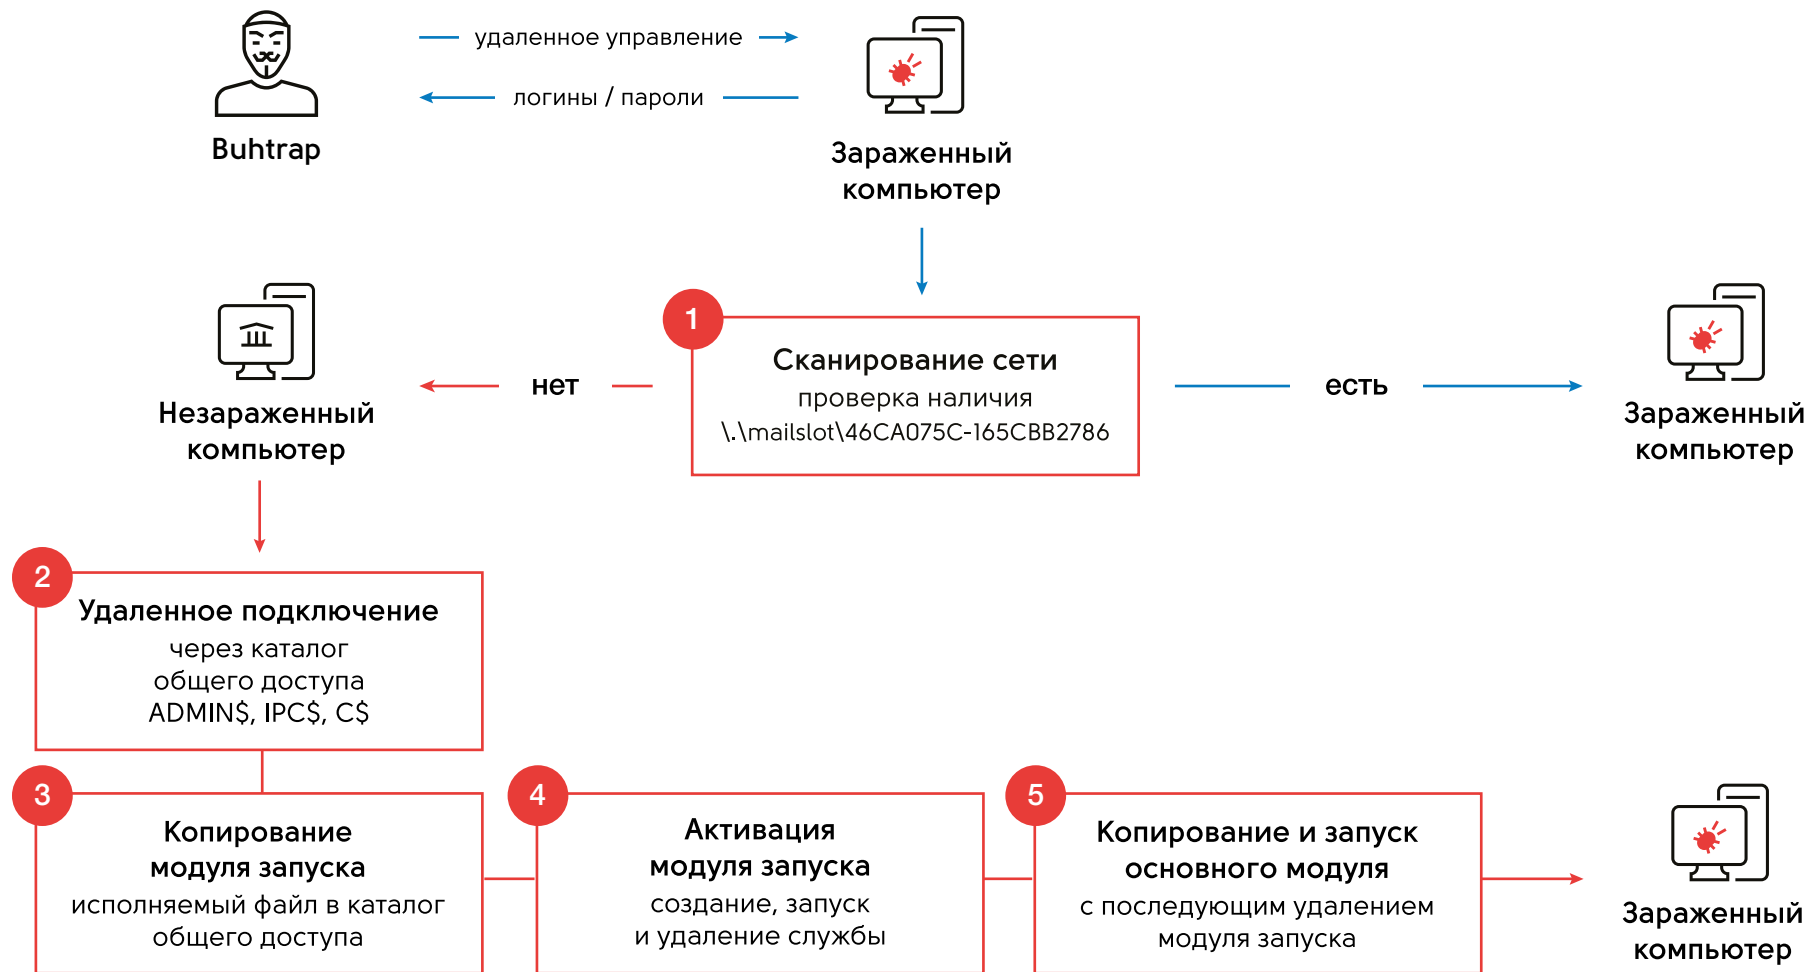 удаленное управление
логины / пароли
Buhtrap
Зараженный
компьютер
1
Сканирование сети
проверка наличия
\.\mailslot\46CA075C-165CBB2786
нет
есть
Незараженный
компьютер
Зараженный
компьютер
2
Удаленное подключение
через каталог
общего доступа
ADMIN$, IPC$, C$
3
Копирование
модуля запуска
исполняемый файл в каталог
общего доступа
4
Активация
модуля запуска
создание, запуск
и удаление службы
5
Копирование и запуск
основного модуля
с последующим удалением
модуля запуска
Зараженный
компьютер